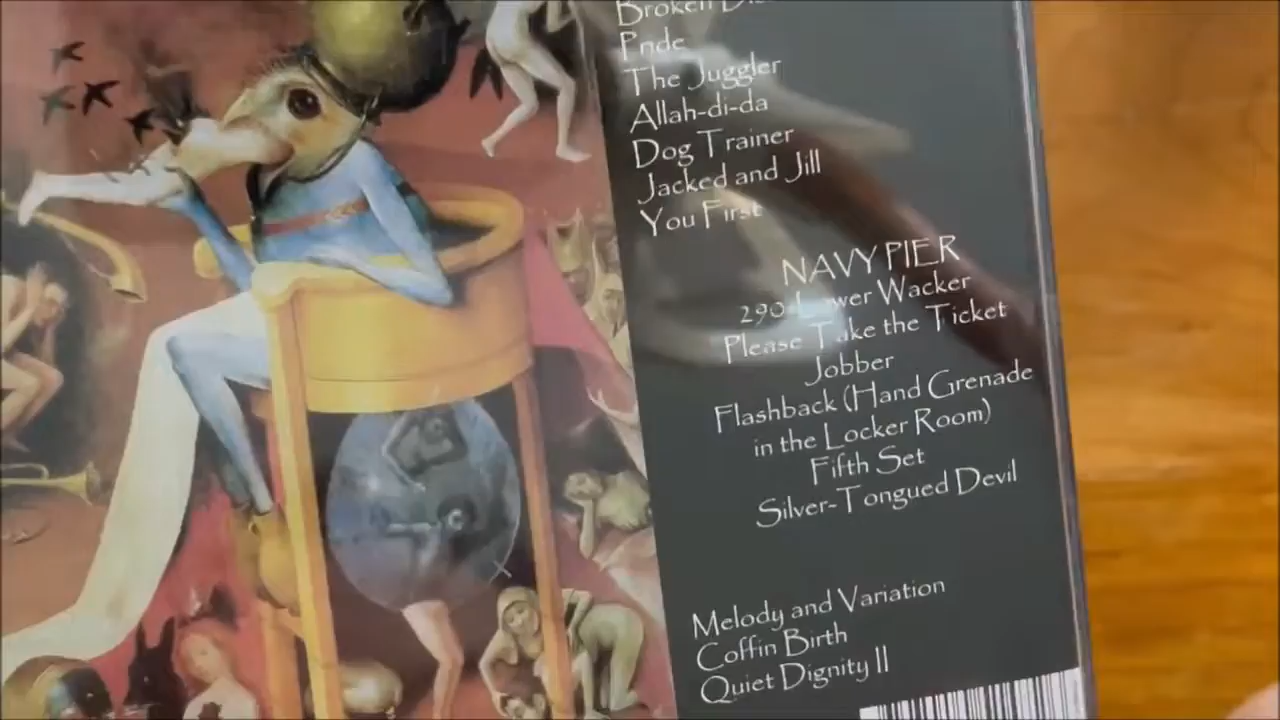 Broken
Pride
The Juggler
Allah-di-da
Dog Trainer
Jacked and Jill
You First
NAVY PIER
290 Lower Wacker
Please Take the Ticket
Jobber
Flashback (Hand Grenade
in the Locker Room)
Fifth Set
Silver-Tongued Devil
Melody and Variation
Coffin Birth
Quiet Dignity II